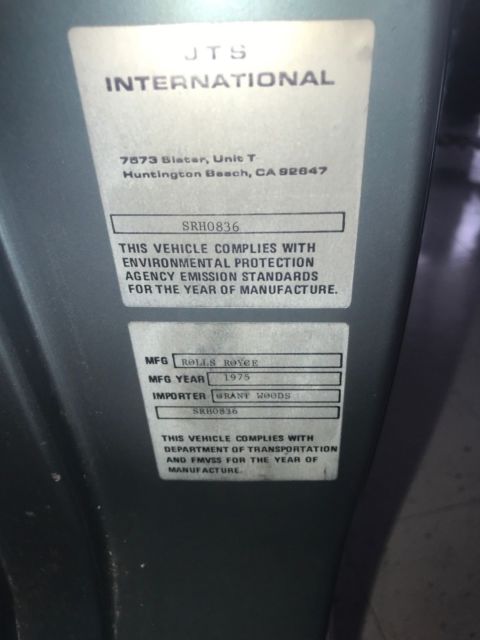 JTS
INTERNATIONAL
7673 Slater, Unit T
Huntington Beach, CA 92647
SRH0836
THIS VEHICLE COMPLIES WITH
ENVIRONMENTAL PROTECTION
AGENCY EMISSION STANDARDS
FOR THE YEAR OF MANUFACTURE.
MFG ROLLS ROYCE
MFG YEAR 1975
IMPORTER GRANT WOODS
SRH0836
THIS VEHICLE COMPLIES WITH
DEPARTMENT OF TRANSPORTATION
AND FMVSS FOR THE YEAR OF
MANUFACTURE.